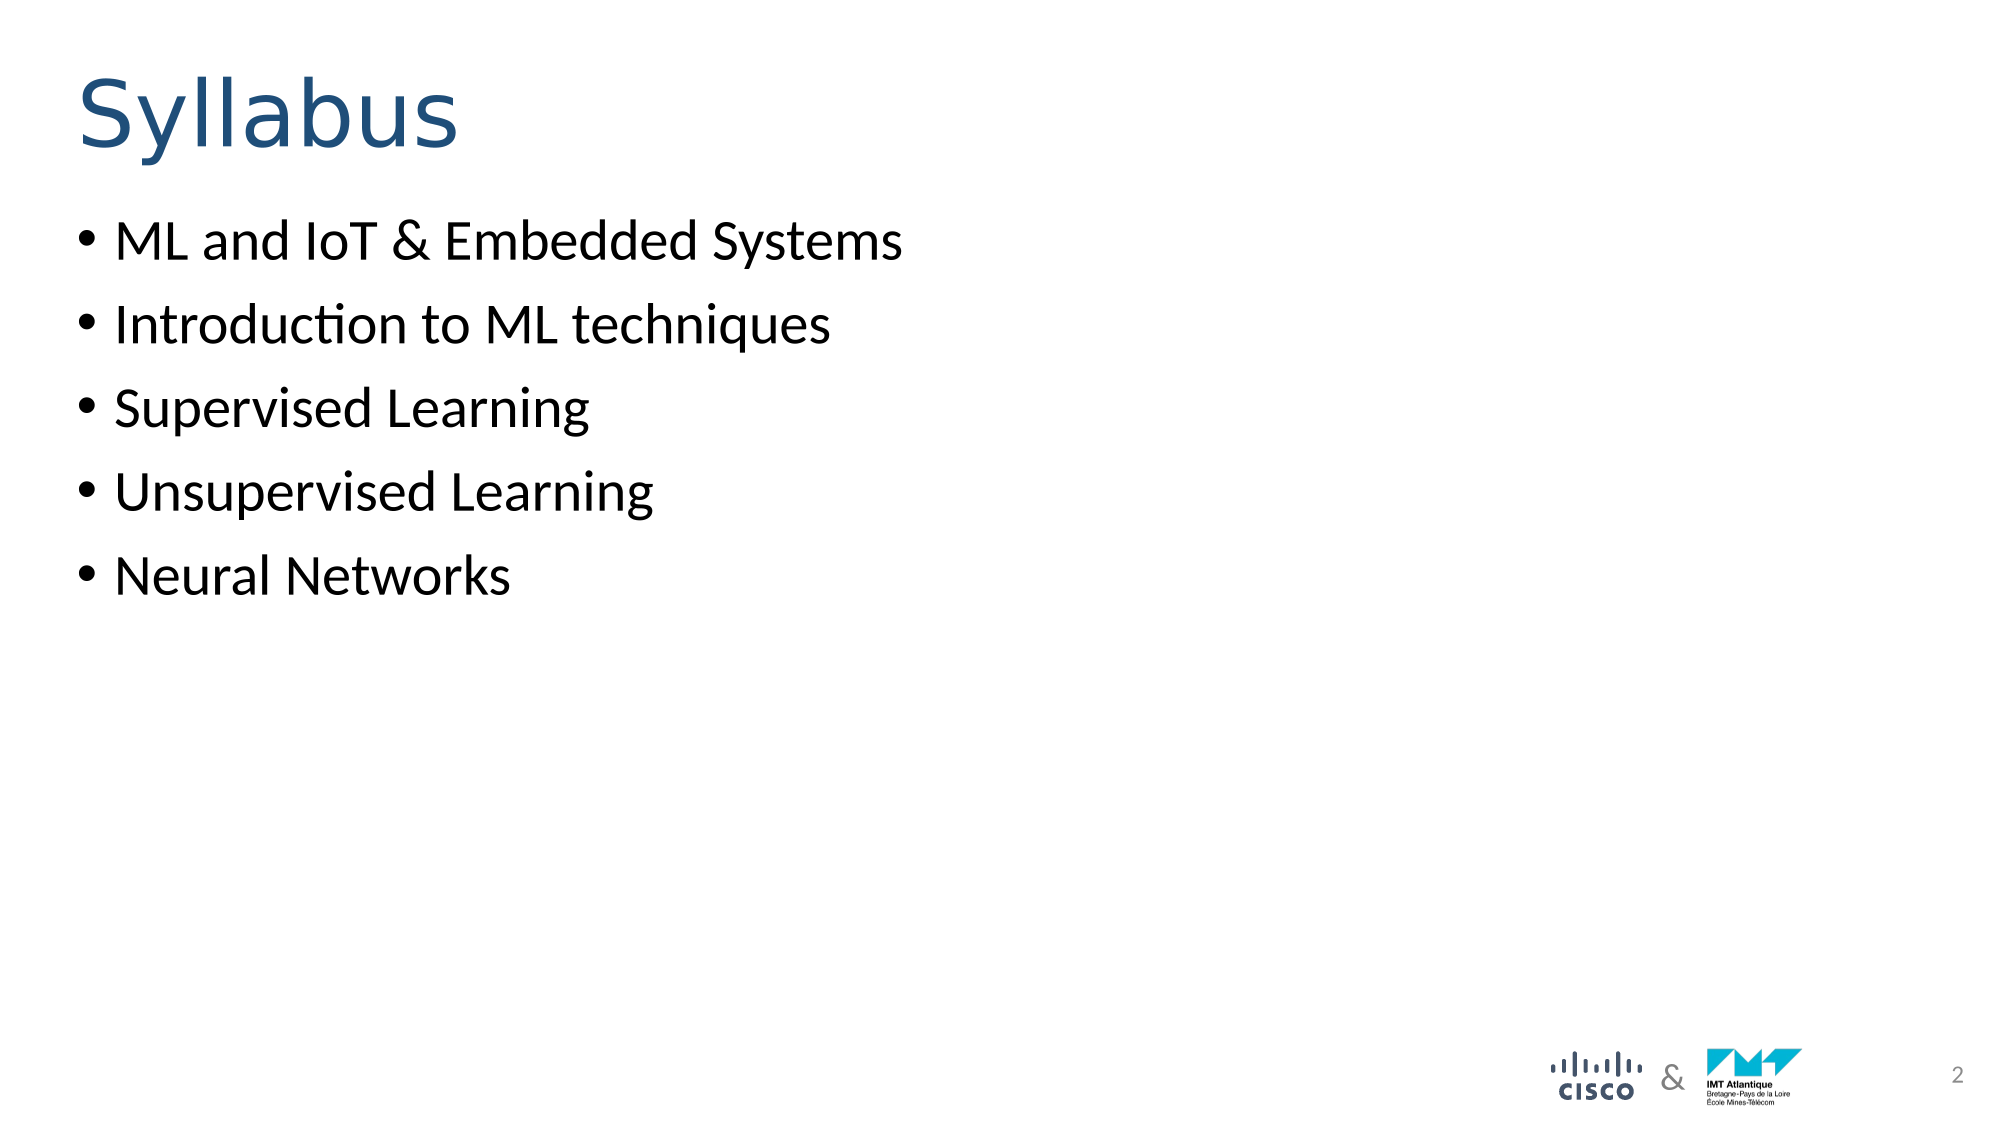 Syllabus
• ML and IoT & Embedded Systems
• Introduction to ML techniques
• Supervised Learning
• Unsupervised Learning
• Neural Networks
CISCO
&
IMT Atlantique
Bretagne-Pays de la Loire
École Mines-Télécom
2